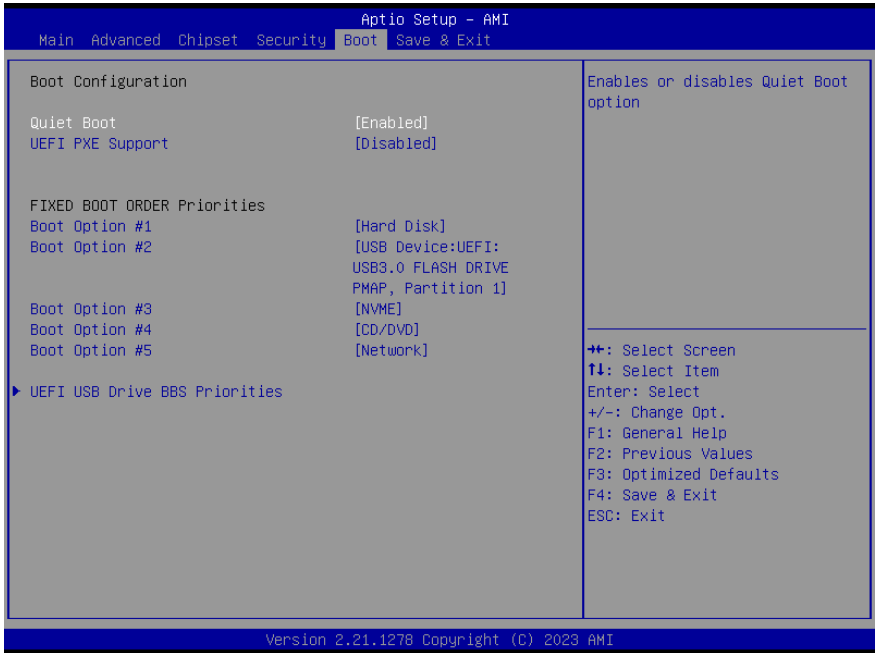 Aptio Setup – AMI
Main Advanced Chipset Security Boot Save & Exit
Boot Configuration
Quiet Boot [Enabled]
UEFI PXE Support [Disabled]
FIXED BOOT ORDER Priorities
Boot Option #1 [Hard Disk]
Boot Option #2 [USB Device:UEFI:
USB3.0 FLASH DRIVE
PMAP, Partition 1]
Boot Option #3 [NVME]
Boot Option #4 [CD/DVD]
Boot Option #5 [Network]
UEFI USB Drive BBS Priorities
Enables or disables Quiet Boot
option
→←: Select Screen
↑↓: Select Item
Enter: Select
+/-: Change Opt.
F1: General Help
F2: Previous Values
F3: Optimized Defaults
F4: Save & Exit
ESC: Exit
Version 2.21.1278 Copyright (C) 2023 AMI